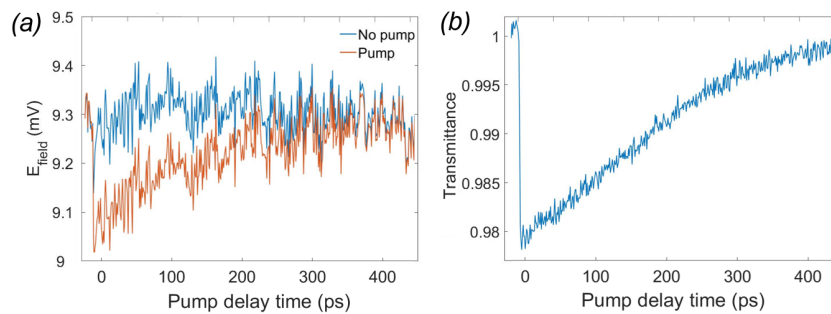 (a)
9.5
9.4
9.3
9.2
9.1
9
E_field (mV)
No pump
Pump
0 100 200 300 400
Pump delay time (ps)
(b)
1
0.995
0.99
0.985
0.98
Transmittance
0 100 200 300 400
Pump delay time (ps)